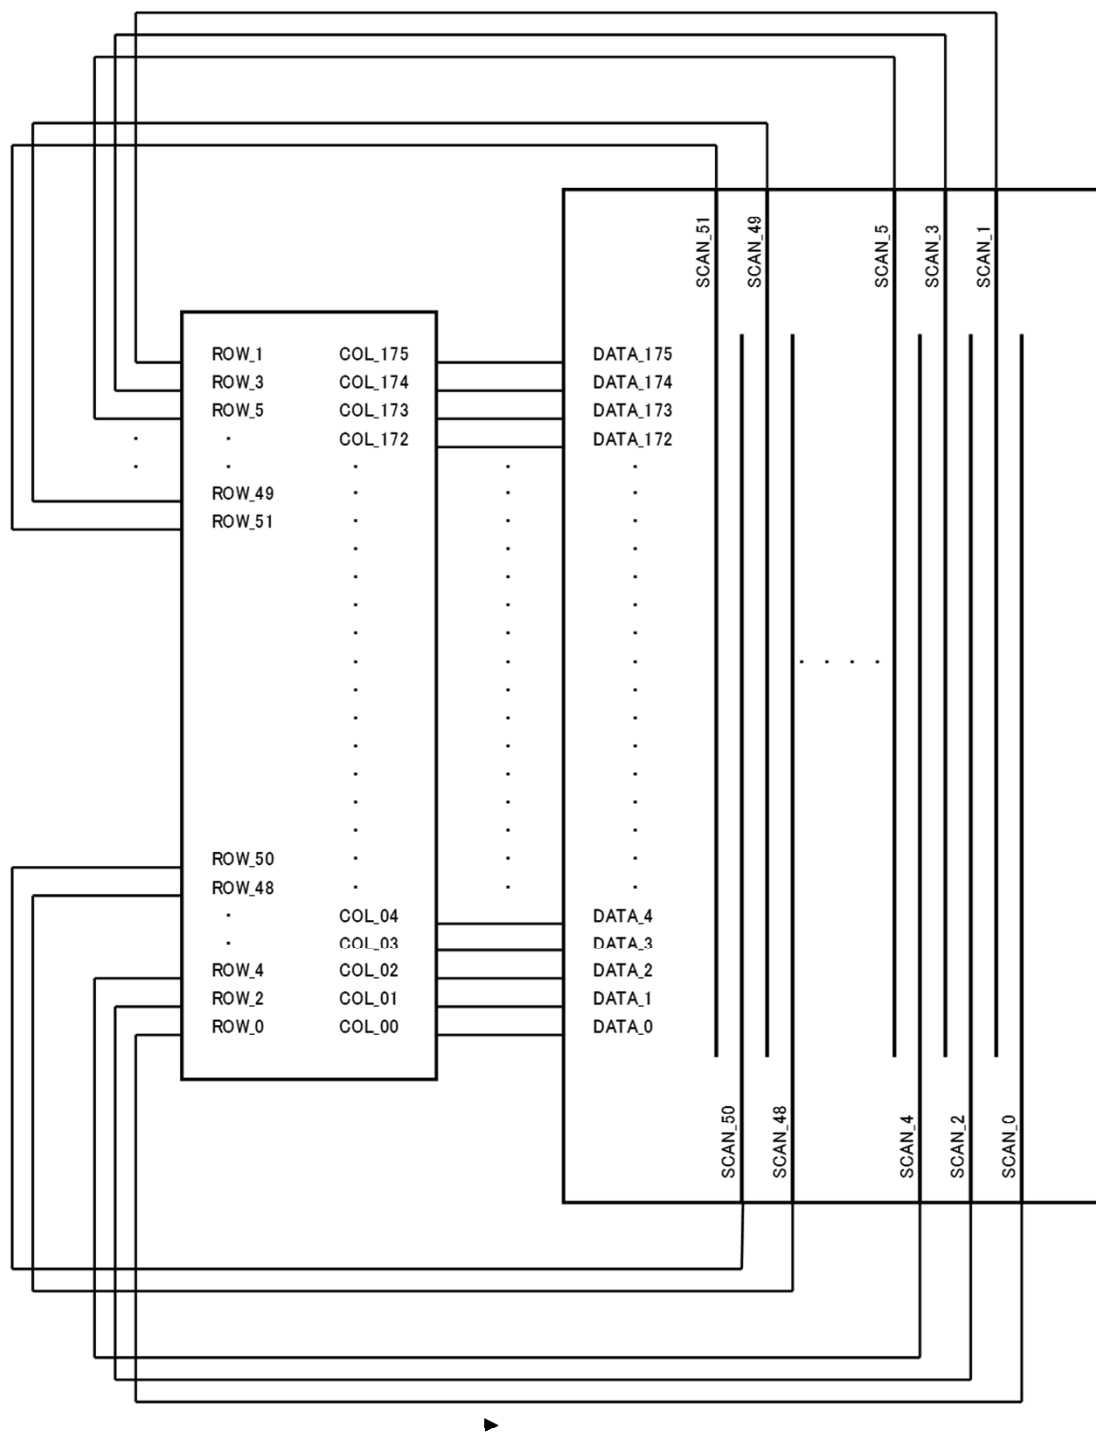 SCAN_51
SCAN_49
SCAN_5
SCAN_3
SCAN_1
ROW_1 COL_175 DATA_175
ROW_3 COL_174 DATA_174
ROW_5 COL_173 DATA_173
COL_172 DATA_172
ROW_49
ROW_51
ROW_50
ROW_48
COL_04 DATA_4
COL_03 DATA_3
ROW_4 COL_02 DATA_2
ROW_2 COL_01 DATA_1
ROW_0 COL_00 DATA_0
SCAN_50
SCAN_48
SCAN_4
SCAN_2
SCAN_0